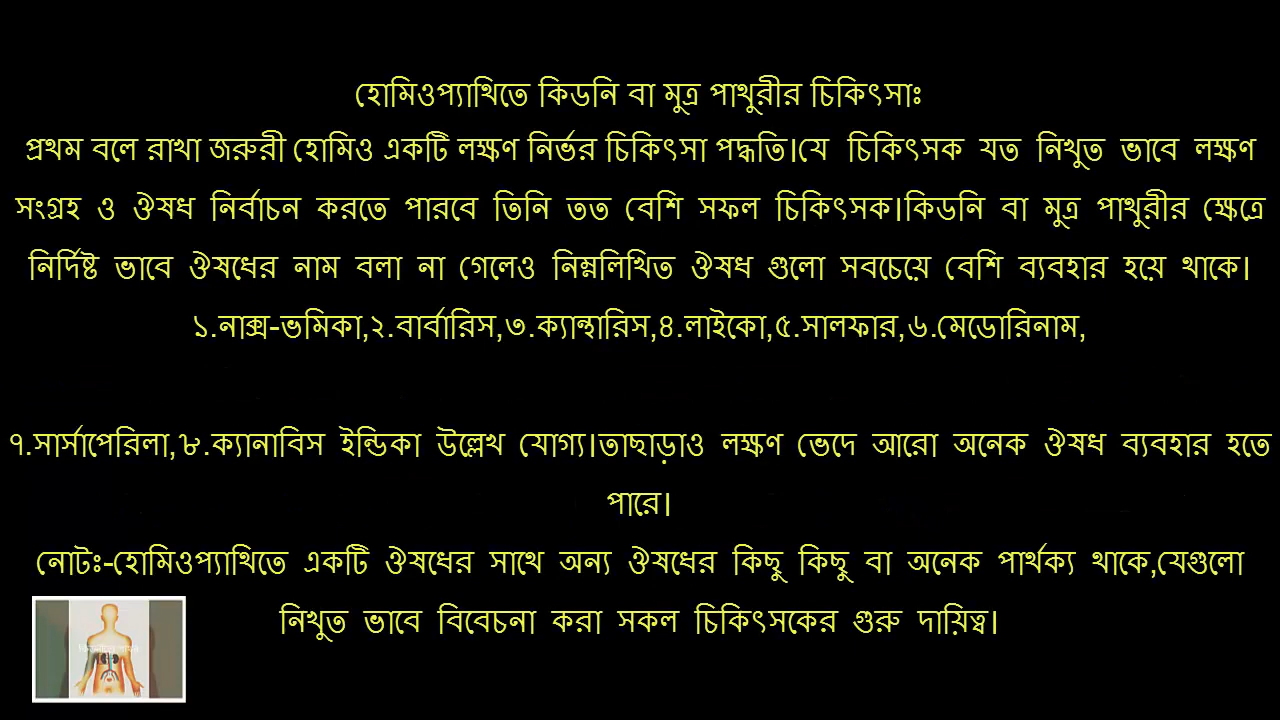 হোমিওপ্যাথিতে কিডনি বা মুত্র পাথুরীর চিকিৎসাঃ
প্রথম বলে রাখা জরুরী হোমিও একটি লক্ষণ নির্ভর চিকিৎসা পদ্ধতি।যে চিকিৎসক যত নিখুত ভাবে লক্ষণ
সংগ্রহ ও ঔষধ নির্বাচন করতে পারবে তিনি তত বেশি সফল চিকিৎসক।কিডনি বা মুত্র পাথুরীর ক্ষেত্রে
নির্দিষ্ট ভাবে ঔষধের নাম বলা না গেলেও নিম্নলিখিত ঔষধ গুলো সবচেয়ে বেশি ব্যবহার হয়ে থাকে।
১.নাক্স-ভমিকা,২.বার্বারিস,৩.ক্যান্থারিস,৪.লাইকো,৫.সালফার,৬.মেডোরিনাম,
৭.সার্সাপেরিলা,৮.ক্যানাবিস ইন্ডিকা উল্লেখ যোগ্য।তাছাড়াও লক্ষণ ভেদে আরো অনেক ঔষধ ব্যবহার হতে
পারে।
নোটঃ-হোমিওপ্যাথিতে একটি ঔষধের সাথে অন্য ঔষধের কিছু কিছু বা অনেক পার্থক্য থাকে,যেগুলো
নিখুত ভাবে বিবেচনা করা সকল চিকিৎসকের গুরু দায়িত্ব।